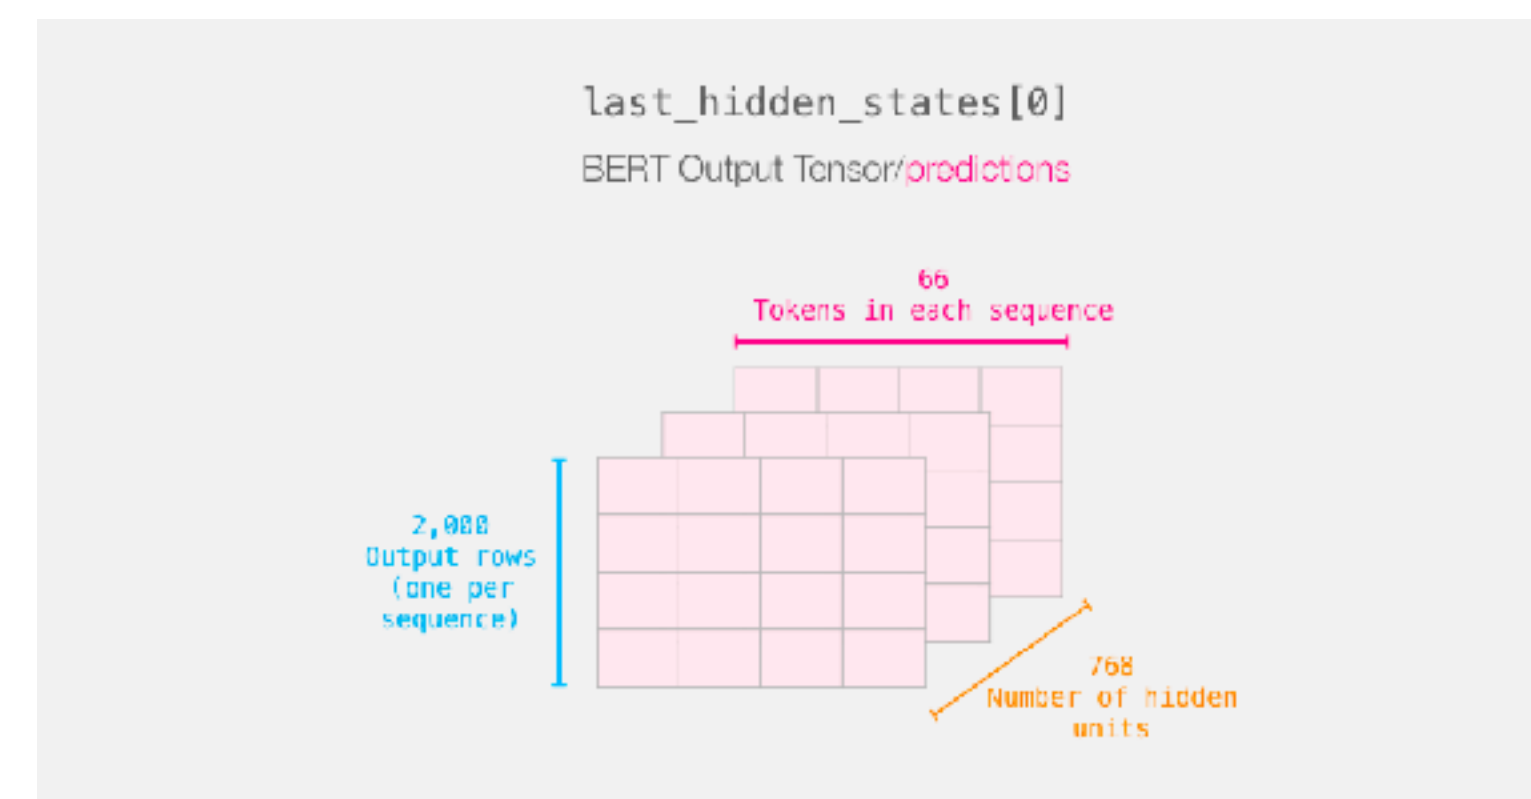 last_hidden_states[0]
BERT Output Tensor/predictions
66
Tokens in each sequence
2,000
Output rows
(one per
sequence)
768
Number of hidden
units